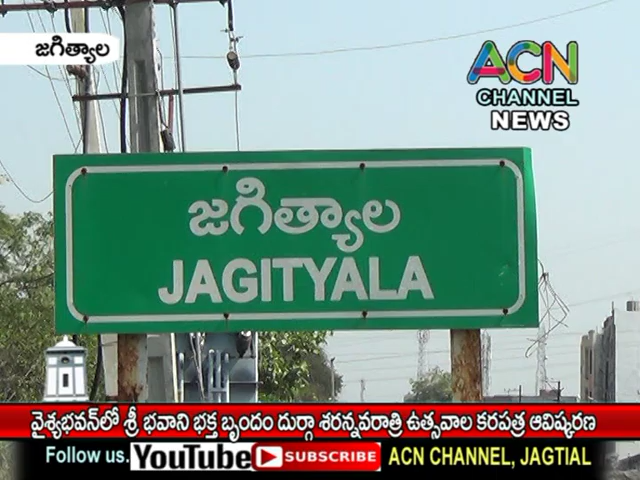 జగిత్యాల
ACN
CHANNEL
NEWS
జగిత్యాల
JAGITYALA
వైశ్యభవన్‌లో శ్రీ భవాని భక్త బృందం దుర్గా శరన్నవరాత్రి ఉత్సవాల కరపత్ర ఆవిష్కరణ
Follow us. YouTube SUBSCRIBE ACN CHANNEL, JAGTIAL